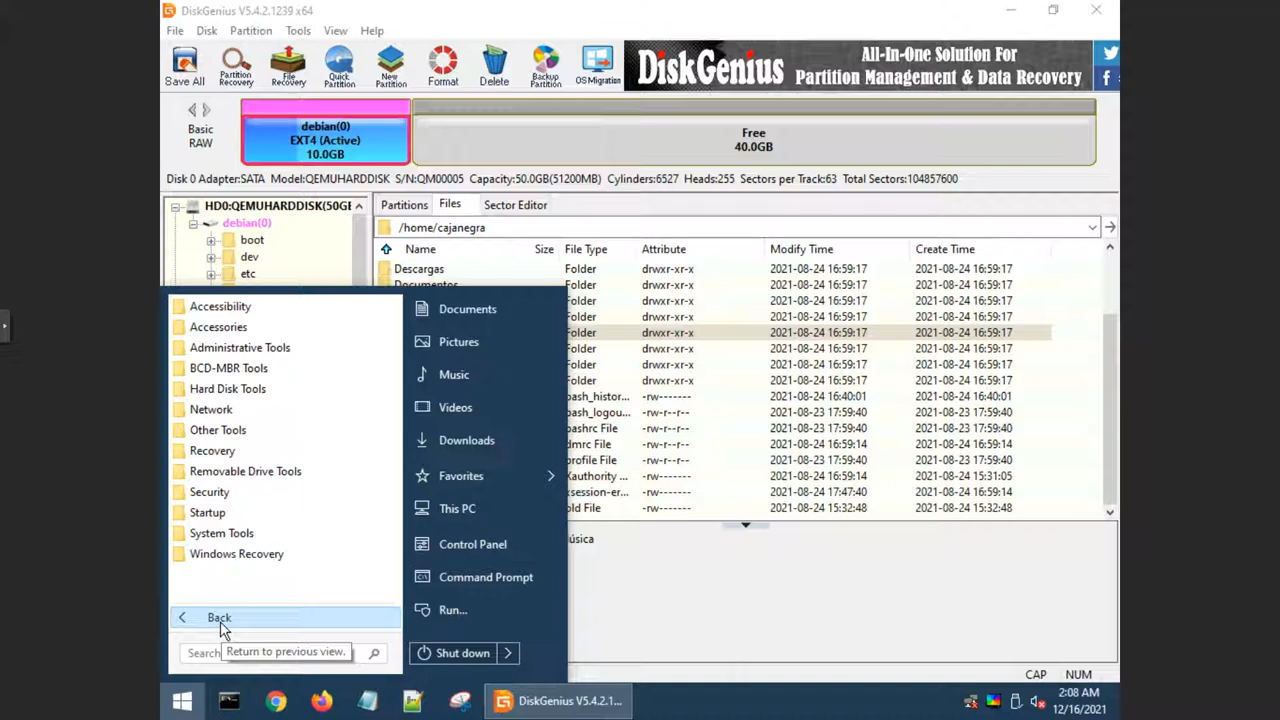 DiskGenius V5.4.2.1239 x64
File Disk Partition Tools View Help
Save All
Partition Recovery
File Recovery
Quick Partition
New Partition
Format
Delete
Backup Partition
OS Migration
DiskGenius
All-In-One Solution For
Partition Management & Data Recovery
Basic
RAW
debian(0)
EXT4 (Active)
10.0GB
Free
40.0GB
Disk 0 Adapter:SATA Model:QEMUHARDDISK S/N:QM00005 Capacity:50.0GB(51200MB) Cylinders:6527 Heads:255 Sectors per Track:63 Total Sectors:104857600
HD0:QEMUHARDDISK(50GE
debian(0)
boot
dev
etc
Partitions Files Sector Editor
/home/cajanegra
Name Size File Type Attribute Modify Time Create Time
Descargas Folder drwxr-xr-x 2021-08-24 16:59:17 2021-08-24 16:59:17
Documentos Folder drwxr-xr-x 2021-08-24 16:59:17 2021-08-24 16:59:17
Folder drwxr-xr-x 2021-08-24 16:59:17 2021-08-24 16:59:17
Folder drwxr-xr-x 2021-08-24 16:59:17 2021-08-24 16:59:17
Folder drwxr-xr-x 2021-08-24 16:59:17 2021-08-24 16:59:17
Folder drwxr-xr-x 2021-08-24 16:59:17 2021-08-24 16:59:17
Folder drwxr-xr-x 2021-08-24 16:59:17 2021-08-24 16:59:17
Folder drwxr-xr-x 2021-08-24 16:59:17 2021-08-24 16:59:17
bash_histor... -rw------- 2021-08-24 16:40:01 2021-08-24 16:40:01
bash_logou... -rw-r--r-- 2021-08-23 17:59:40 2021-08-23 17:59:40
bashrc File -rw-r--r-- 2021-08-23 17:59:40 2021-08-23 17:59:40
dmrc File -rw-r--r-- 2021-08-24 16:59:14 2021-08-23 17:59:40
profile File -rw-r--r-- 2021-08-23 17:59:40 2021-08-23 17:59:40
Xauthority ... -rw------- 2021-08-24 16:59:14 2021-08-24 15:31:05
xsession-er... -rw------- 2021-08-23 17:47:40 2021-08-24 16:59:14
old File -rw------- 2021-08-24 15:32:48 2021-08-24 15:32:48
úsica
Accessibility
Accessories
Administrative Tools
BCD-MBR Tools
Hard Disk Tools
Network
Other Tools
Recovery
Removable Drive Tools
Security
Startup
System Tools
Windows Recovery
Back
Search
Return to previous view.
Documents
Pictures
Music
Videos
Downloads
Favorites
This PC
Control Panel
Command Prompt
Run...
Shut down
CAP NUM
DiskGenius V5.4.2.1...
2:08 AM
12/16/2021